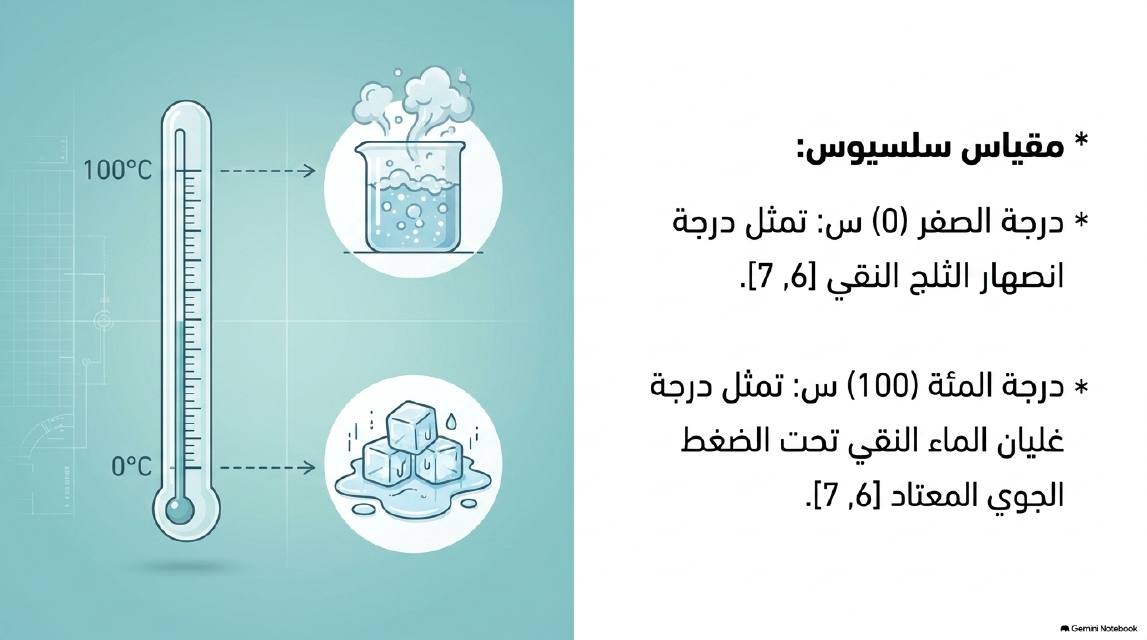 100°C
0°C
* مقياس سلسيوس:
* درجة الصفر (0) س: تمثل درجة
انصهار الثلج النقي [6, 7].
* درجة المئة (100) س: تمثل درجة
غليان الماء النقي تحت الضغط
الجوي المعتاد [6, 7].
Gemini Notebook